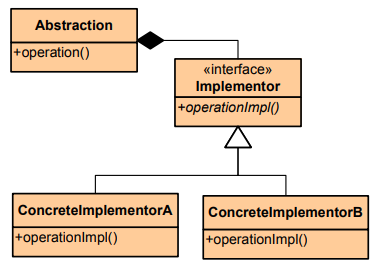 Abstraction
+operation()
«interface»
Implementor
+operationImpl()
ConcreteImplementorA
+operationImpl()
ConcreteImplementorB
+operationImpl()